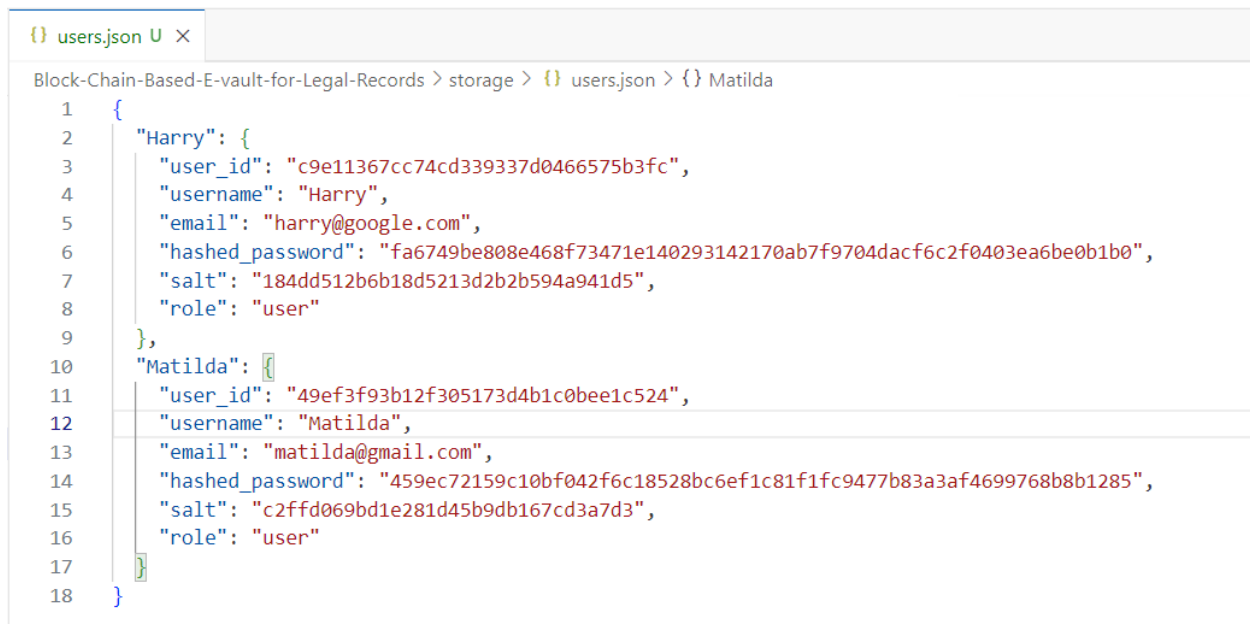 {} users.json U ×
Block-Chain-Based-E-vault-for-Legal-Records > storage > {} users.json > {} Matilda
1 {
2 "Harry": {
3 "user_id": "c9e11367cc74cd339337d0466575b3fc",
4 "username": "Harry",
5 "email": "harry@google.com",
6 "hashed_password": "fa6749be808e468f73471e140293142170ab7f9704dacf6c2f0403ea6be0b1b0",
7 "salt": "184dd512b6b18d5213d2b2b594a941d5",
8 "role": "user"
9 },
10 "Matilda": {
11 "user_id": "49ef3f93b12f305173d4b1c0bee1c524",
12 "username": "Matilda",
13 "email": "matilda@gmail.com",
14 "hashed_password": "459ec72159c10bf042f6c18528bc6ef1c81f1fc9477b83a3af4699768b8b1285",
15 "salt": "c2ffd069bd1e281d45b9db167cd3a7d3",
16 "role": "user"
17 }
18 }